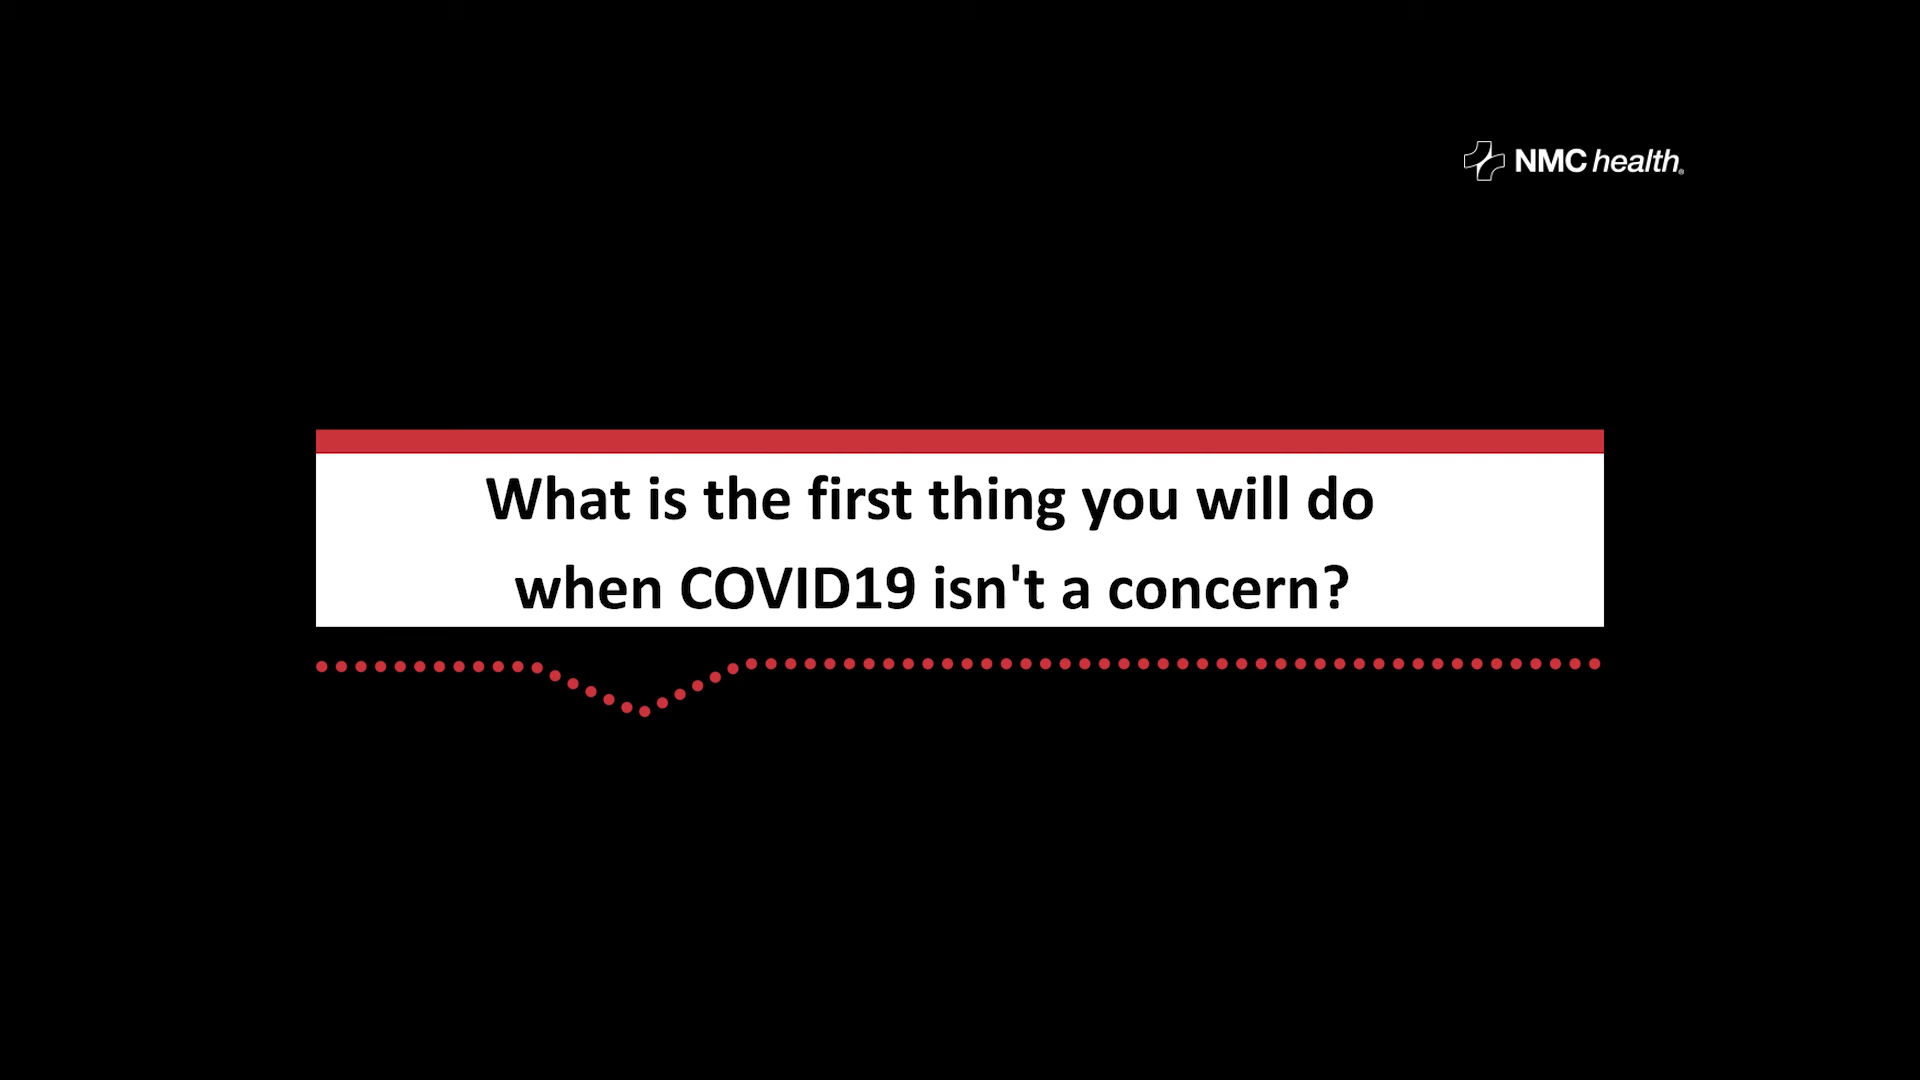 NMC health®
What is the first thing you will do
when COVID19 isn't a concern?